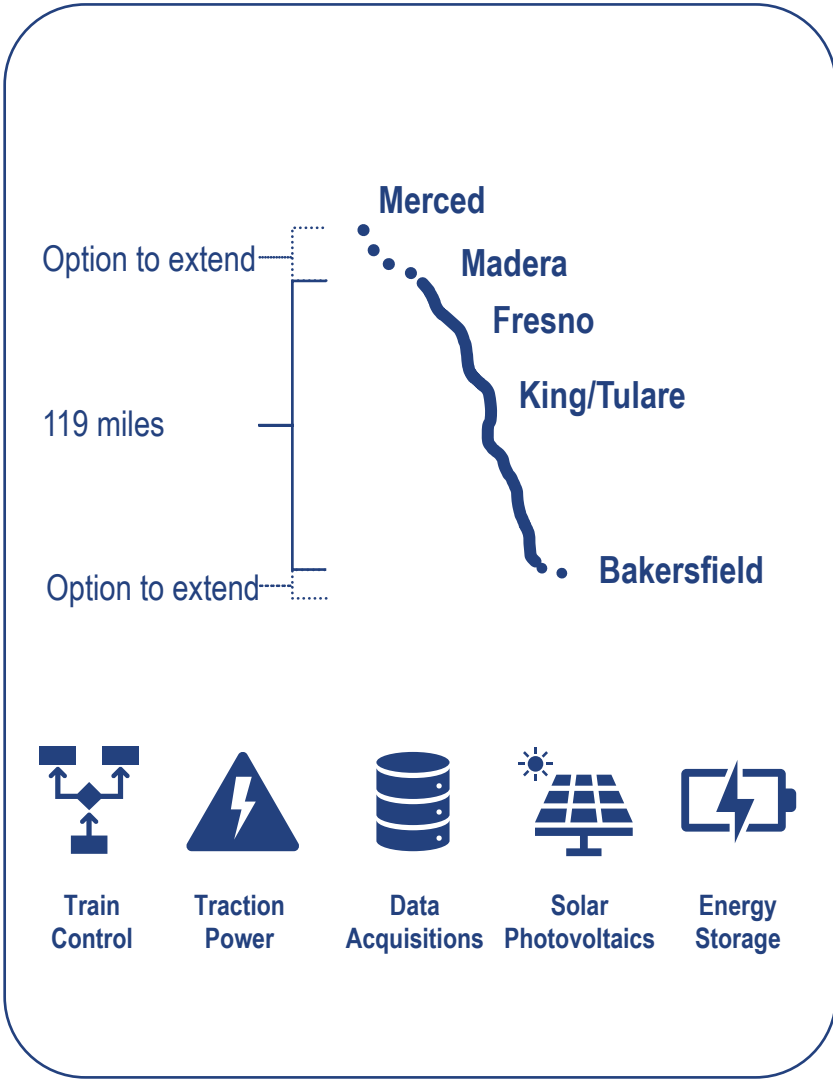 Merced
Option to extend
Madera
Fresno
King/Tulare
119 miles
Bakersfield
Option to extend
Train
Control
Traction
Power
Data
Acquisitions
Solar
Photovoltaics
Energy
Storage